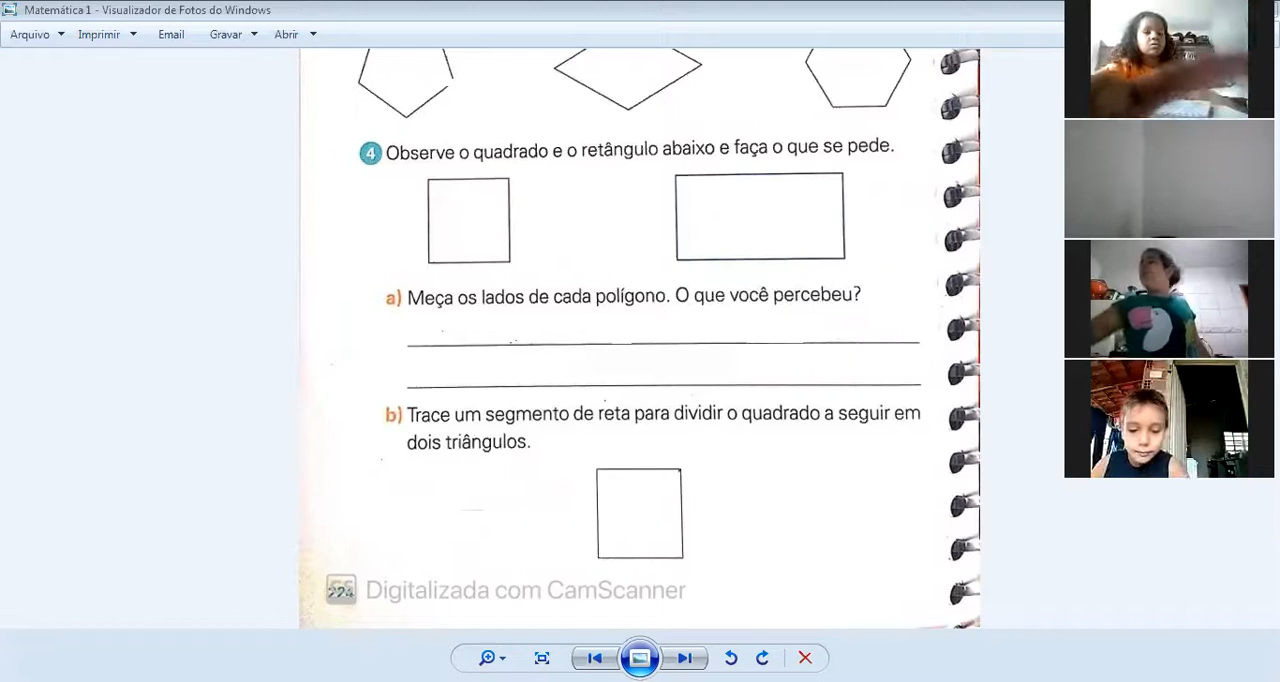 Matemática 1 - Visualizador de Fotos do Windows
Arquivo Imprimir Email Gravar Abrir
4 Observe o quadrado e o retângulo abaixo e faça o que se pede.
a) Meça os lados de cada polígono. O que você percebeu?
b) Trace um segmento de reta para dividir o quadrado a seguir em
dois triângulos.
224 Digitalizada com CamScanner